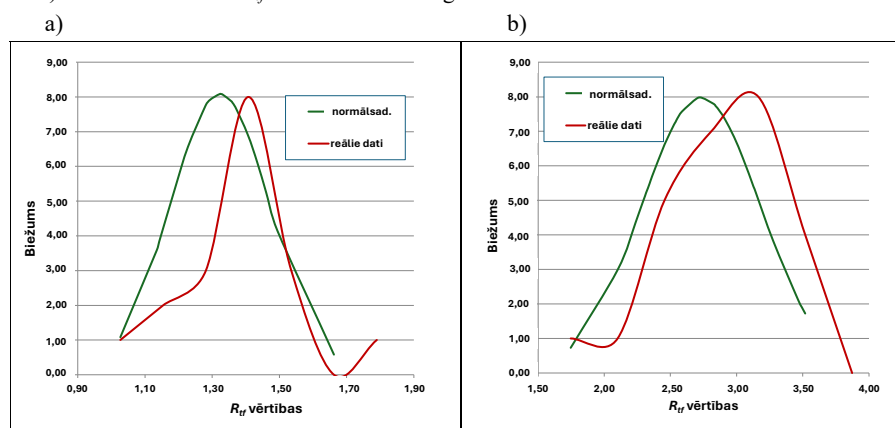 a)
b)
9,00
8,00
7,00
6,00
5,00
4,00
3,00
2,00
1,00
0,00
Biežums
normālsad.
reālie dati
0,90 1,10 1,30 1,50 1,70 1,90
Rtf vērtības
9,00
8,00
7,00
6,00
5,00
4,00
3,00
2,00
1,00
0,00
Biežums
normālsad.
reālie dati
1,50 2,00 2,50 3,00 3,50 4,00
Rtf vērtības